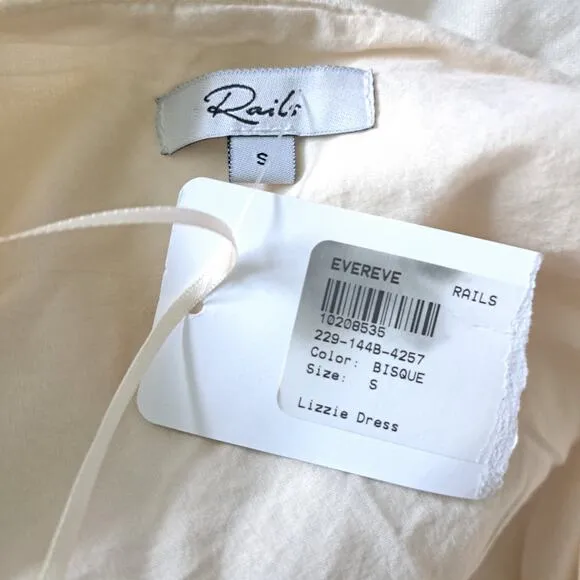 Rails
S
EVEREVE
RAILS
10208535
229-144B-4257
Color: BISQUE
Size: S
Lizzie Dress